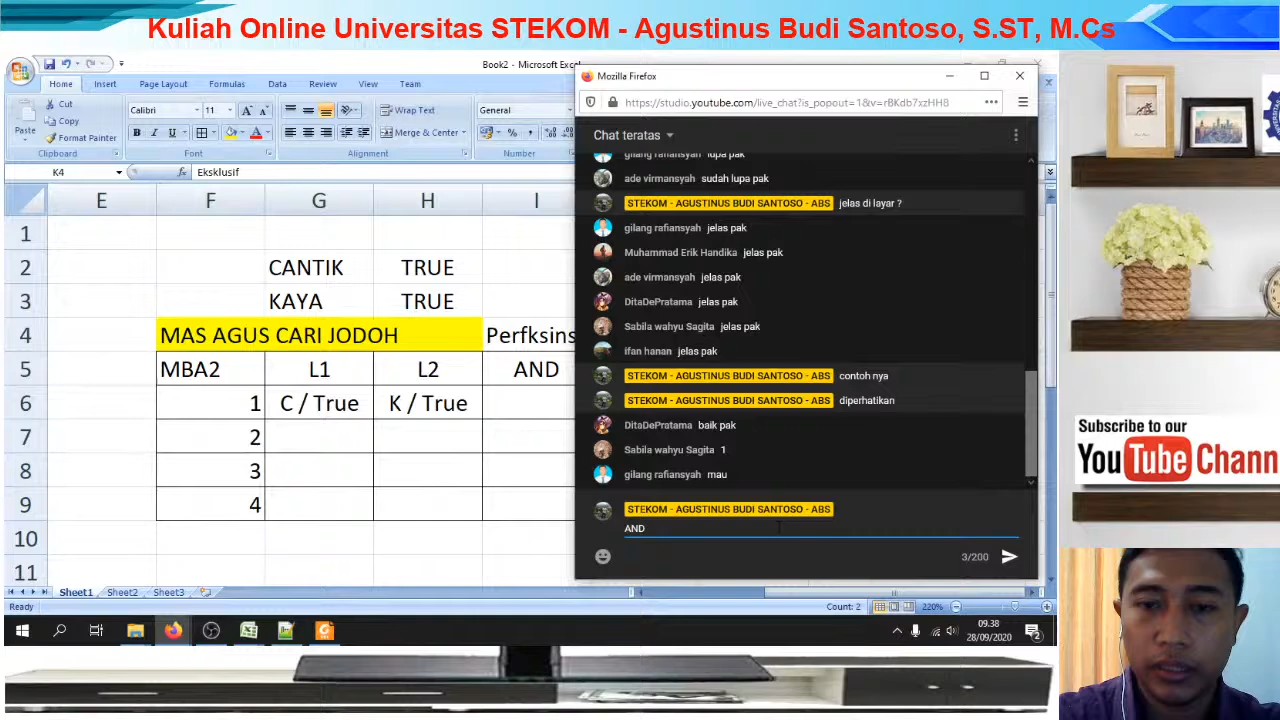 Kuliah Online Universitas STEKOM - Agustinus Budi Santoso, S.ST, M.Cs
Book2 - Microsoft Excel
Home Insert Page Layout Formulas Data Review View Team
Cut
Copy
Format Painter
Paste
Clipboard
Calibri 11
Font
Wrap Text
Merge & Center
Alignment
General
Number
K4 Eksklusif
E F G H I
1
2 CANTIK TRUE
3 KAYA TRUE
4 MAS AGUS CARI JODOH Perfksins
5 MBA2 L1 L2 AND
6 1 C / True K / True
7 2
8 3
9 4
10
11
Sheet1 Sheet2 Sheet3
Ready Count: 2 220%
Mozilla Firefox
https://studio.youtube.com/live_chat?is_popout=1&v=rBKdb7xzHH8
Chat teratas
gilang rafiansyah lupa pak
ade virmansyah sudah lupa pak
STEKOM - AGUSTINUS BUDI SANTOSO - ABS jelas di layar ?
gilang rafiansyah jelas pak
Muhammad Erik Handika jelas pak
ade virmansyah jelas pak
DitaDePratama jelas pak
Sabila wahyu Sagita jelas pak
ifan hanan jelas pak
STEKOM - AGUSTINUS BUDI SANTOSO - ABS contoh nya
STEKOM - AGUSTINUS BUDI SANTOSO - ABS diperhatikan
DitaDePratama baik pak
Sabila wahyu Sagita 1
gilang rafiansyah mau
STEKOM - AGUSTINUS BUDI SANTOSO - ABS
AND
3/200
09.38
28/09/2020
Subscribe to our
YouTube Chann